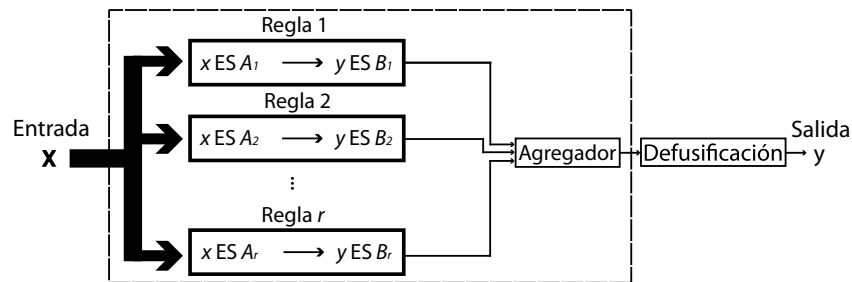 Regla 1
x ES A1 → y ES B1
Regla 2
Entrada
x
x ES A2 → y ES B2
Agregador
Defusificación
Salida
y
...
Regla r
x ES Ar → y ES Br